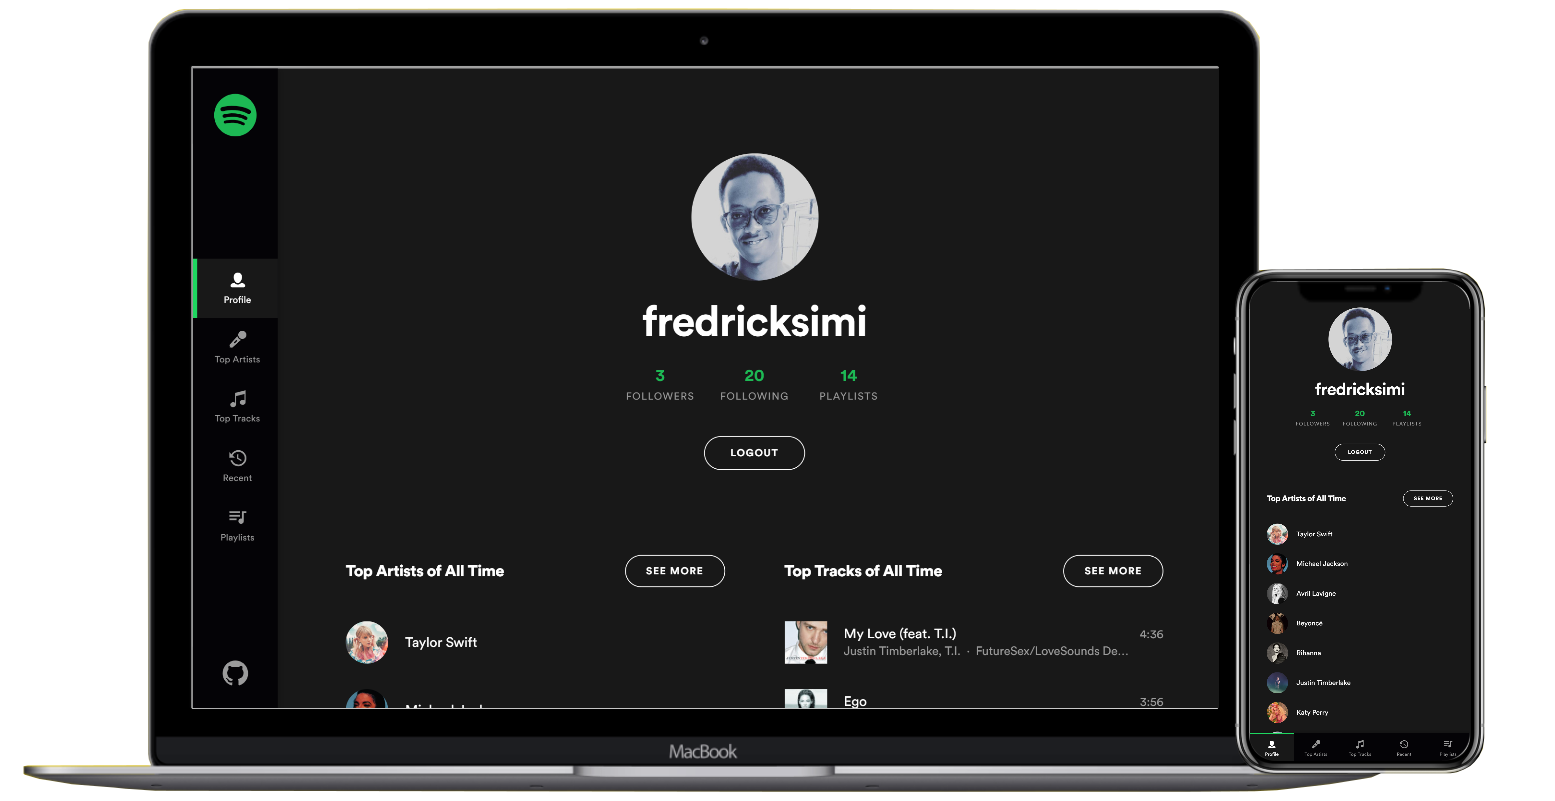 Profile
Top Artists
Top Tracks
Recent
Playlists
fredricksimi
3 20 14
FOLLOWERS FOLLOWING PLAYLISTS
LOGOUT
Top Artists of All Time SEE MORE
Taylor Swift
Top Tracks of All Time SEE MORE
My Love (feat. T.I.) 4:36
Justin Timberlake, T.I. · FutureSex/LoveSounds De...
Ego 3:56
MacBook
fredricksimi
3 20 14
FOLLOWERS FOLLOWING PLAYLISTS
LOGOUT
Top Artists of All Time SEE MORE
Taylor Swift
Michael Jackson
Avril Lavigne
Beyoncé
Rihanna
Justin Timberlake
Katy Perry
Profile Top Artists Top Tracks Recent Playlists